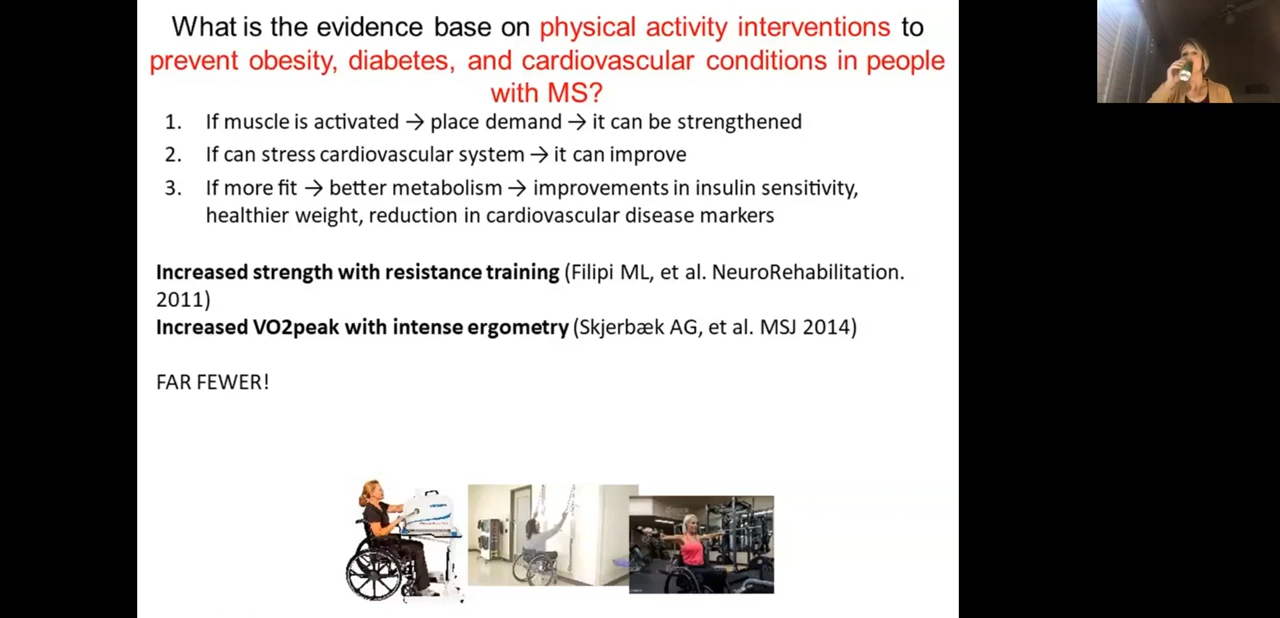 What is the evidence base on physical activity interventions to
prevent obesity, diabetes, and cardiovascular conditions in people
with MS?
1. If muscle is activated → place demand → it can be strengthened
2. If can stress cardiovascular system → it can improve
3. If more fit → better metabolism → improvements in insulin sensitivity,
healthier weight, reduction in cardiovascular disease markers
Increased strength with resistance training (Filipi ML, et al. NeuroRehabilitation.
2011)
Increased VO2peak with intense ergometry (Skjerbæk AG, et al. MSJ 2014)
FAR FEWER!